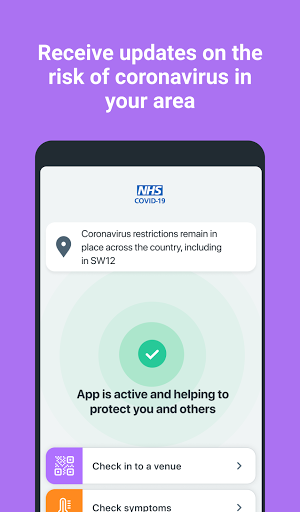 Receive updates on the
risk of coronavirus in
your area
NHS
COVID-19
Coronavirus restrictions remain in
place across the country, including
in SW12
App is active and helping to
protect you and others
Check in to a venue
Check symptoms